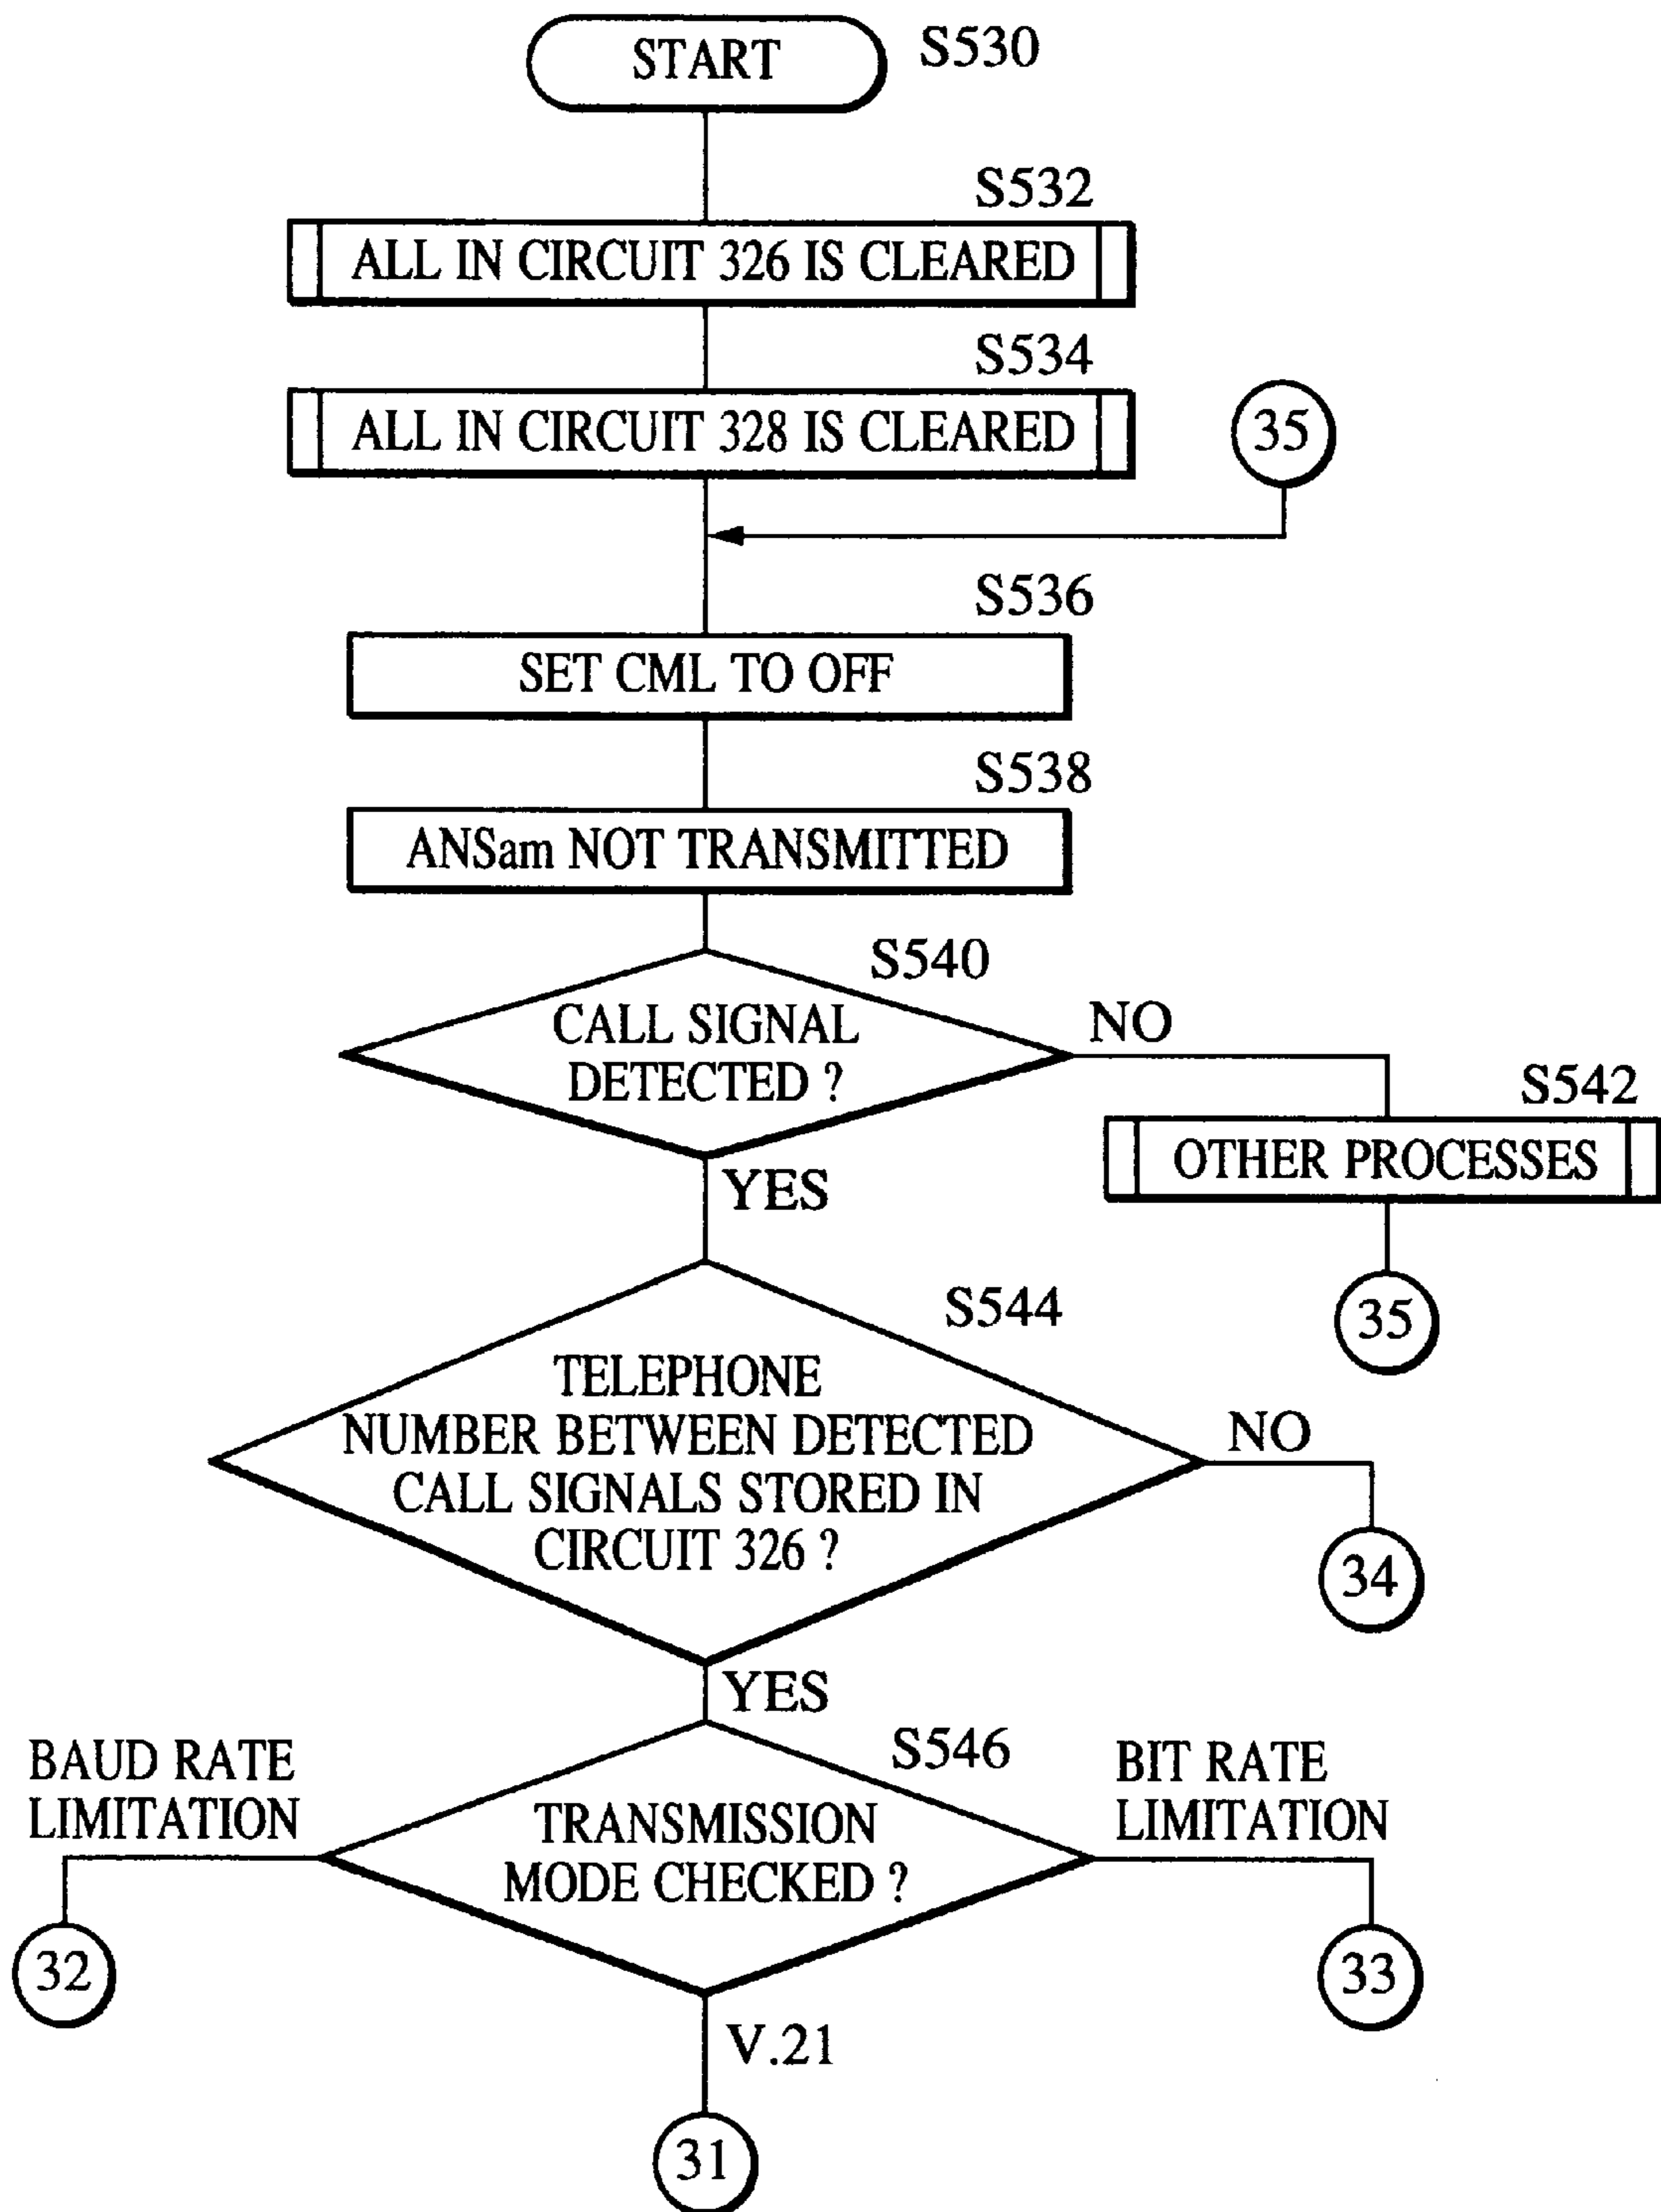 START
S530
S532
ALL IN CIRCUIT 326 IS CLEARED
S534
ALL IN CIRCUIT 328 IS CLEARED
35
S536
SET CML TO OFF
S538
ANSam NOT TRANSMITTED
S540
CALL SIGNAL
DETECTED ?
NO
S542
OTHER PROCESSES
35
YES
S544
TELEPHONE
NUMBER BETWEEN DETECTED
CALL SIGNALS STORED IN
CIRCUIT 326 ?
NO
34
YES
S546
BAUD RATE
LIMITATION
TRANSMISSION
MODE CHECKED ?
BIT RATE
LIMITATION
32
33
V.21
31